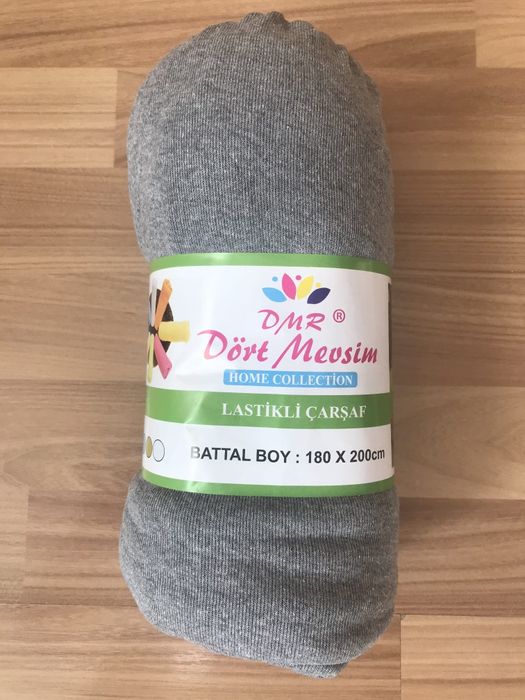 DMR ®
Dört Mevsim
HOME COLLECTION
LASTİKLİ ÇARŞAF
BATTAL BOY : 180 X 200cm